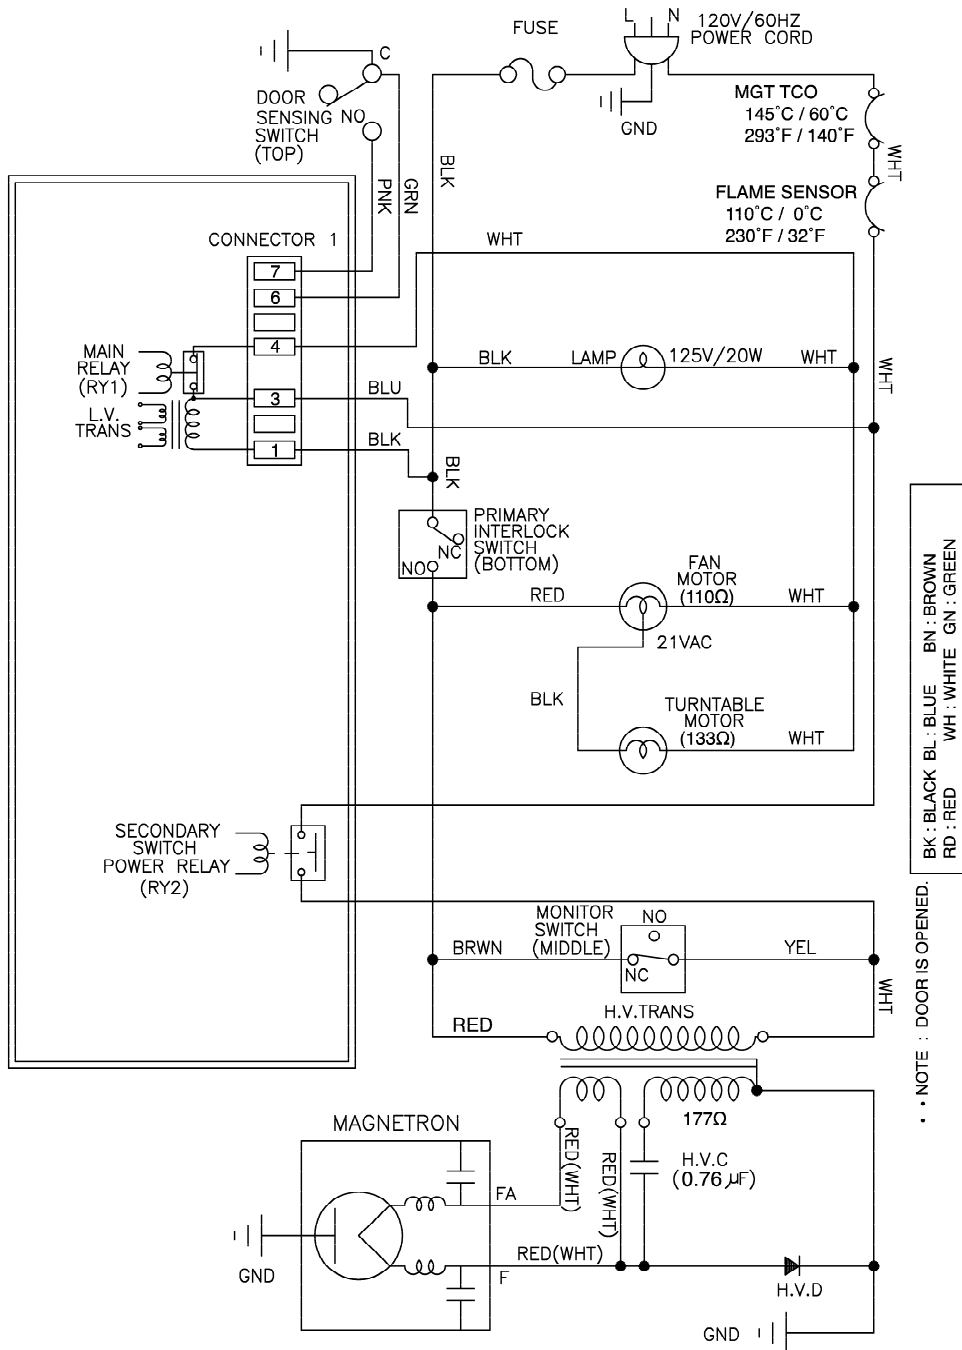 FUSE
L N
120V/60HZ
POWER CORD
GND
C
DOOR
SENSING NO
SWITCH
(TOP)
PNK
GRN
BLK
MGT TCO
145°C / 60°C
293°F / 140°F
WHT
FLAME SENSOR
110°C / 0°C
230°F / 32°F
CONNECTOR 1
7
6
4
3
1
WHT
MAIN
RELAY
(RY1)
L.V.
TRANS
BLK
LAMP
125V/20W
WHT
WHT
BLU
BLK
BLK
PRIMARY
INTERLOCK
SWITCH
(BOTTOM)
NC
NO
RED
FAN
MOTOR
(110Ω)
WHT
21VAC
BLK
TURNTABLE
MOTOR
(133Ω)
WHT
SECONDARY
SWITCH
POWER RELAY
(RY2)
MONITOR
SWITCH
(MIDDLE)
NO
NC
BRWN
YEL
WHT
RED
H.V.TRANS
177Ω
H.V.C
(0.76 µF)
RED(WHT)
RED(WHT)
MAGNETRON
FA
F
RED(WHT)
GND
H.V.D
GND
BK : BLACK BL : BLUE BN : BROWN
RD : RED WH : WHITE GN : GREEN
• • NOTE : DOOR IS OPENED.